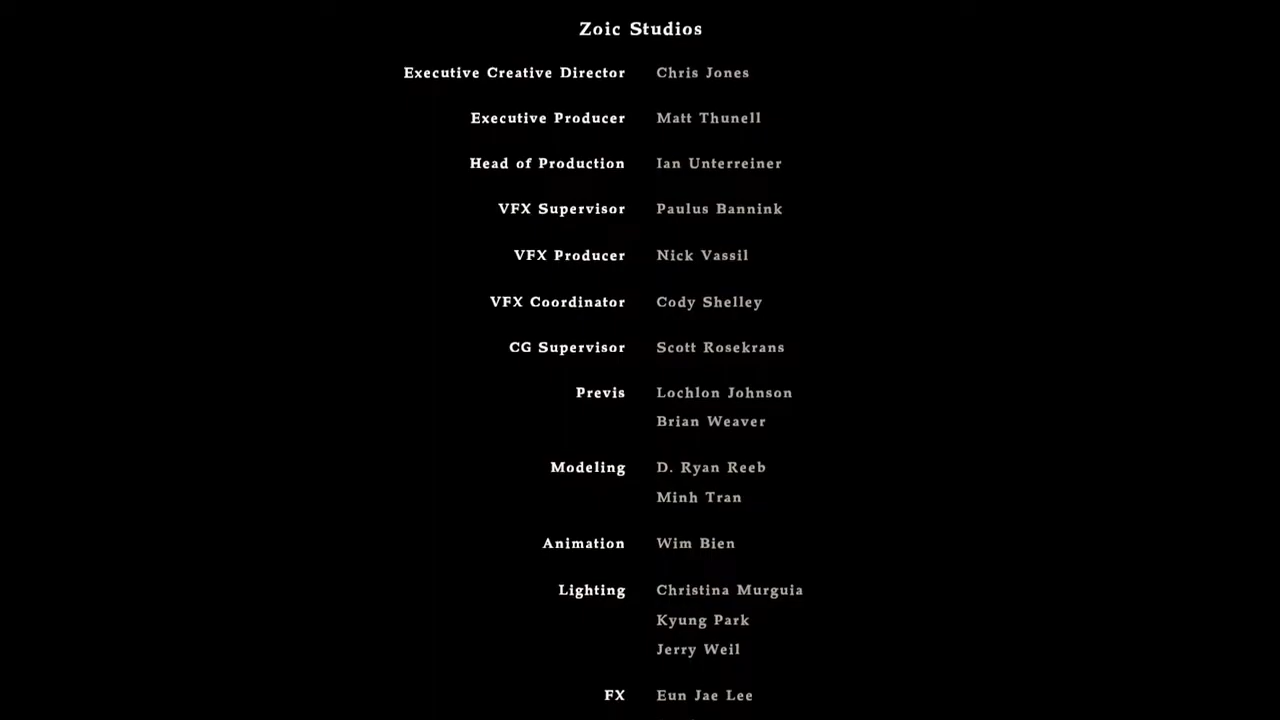 Zoic Studios
Executive Creative Director Chris Jones
Executive Producer Matt Thunell
Head of Production Ian Unterreiner
VFX Supervisor Paulus Bannink
VFX Producer Nick Vassil
VFX Coordinator Cody Shelley
CG Supervisor Scott Rosekrans
Previs Lochlon Johnson
Brian Weaver
Modeling D. Ryan Reeb
Minh Tran
Animation Wim Bien
Lighting Christina Murguia
Kyung Park
Jerry Weil
FX Eun Jae Lee